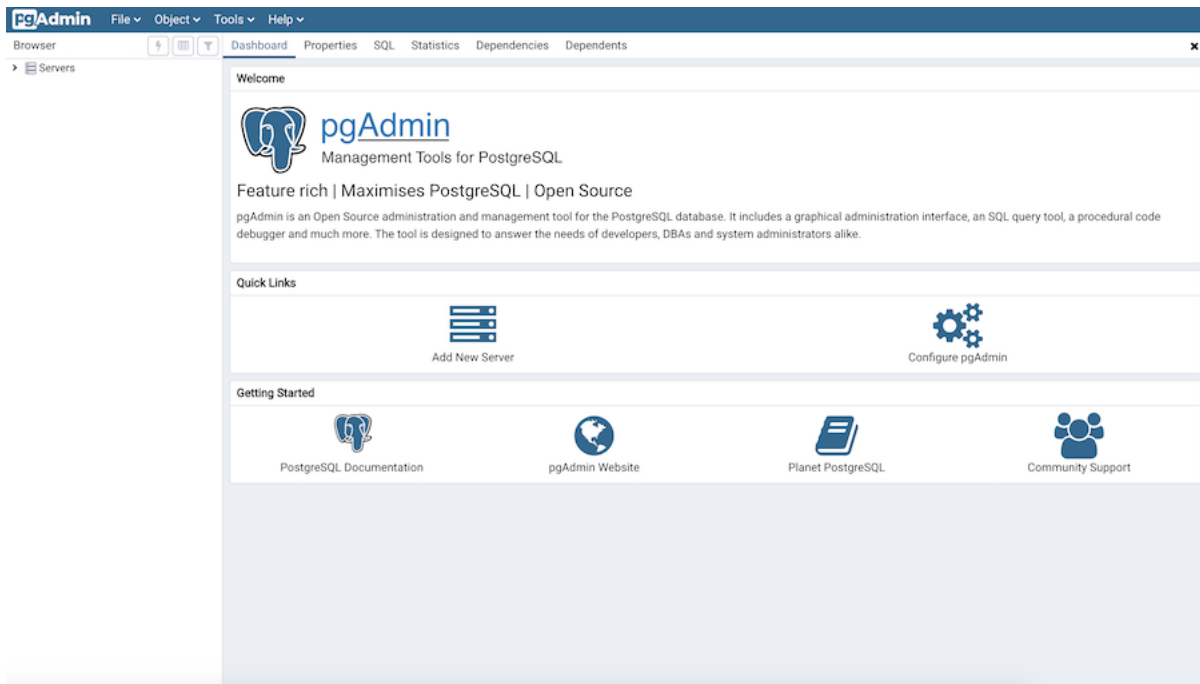 pgAdmin File Object Tools Help
Browser
Dashboard Properties SQL Statistics Dependencies Dependents
Servers
Welcome
pgAdmin
Management Tools for PostgreSQL
Feature rich | Maximises PostgreSQL | Open Source
pgAdmin is an Open Source administration and management tool for the PostgreSQL database. It includes a graphical administration interface, an SQL query tool, a procedural code
debugger and much more. The tool is designed to answer the needs of developers, DBAs and system administrators alike.
Quick Links
Add New Server Configure pgAdmin
Getting Started
PostgreSQL Documentation pgAdmin Website Planet PostgreSQL Community Support